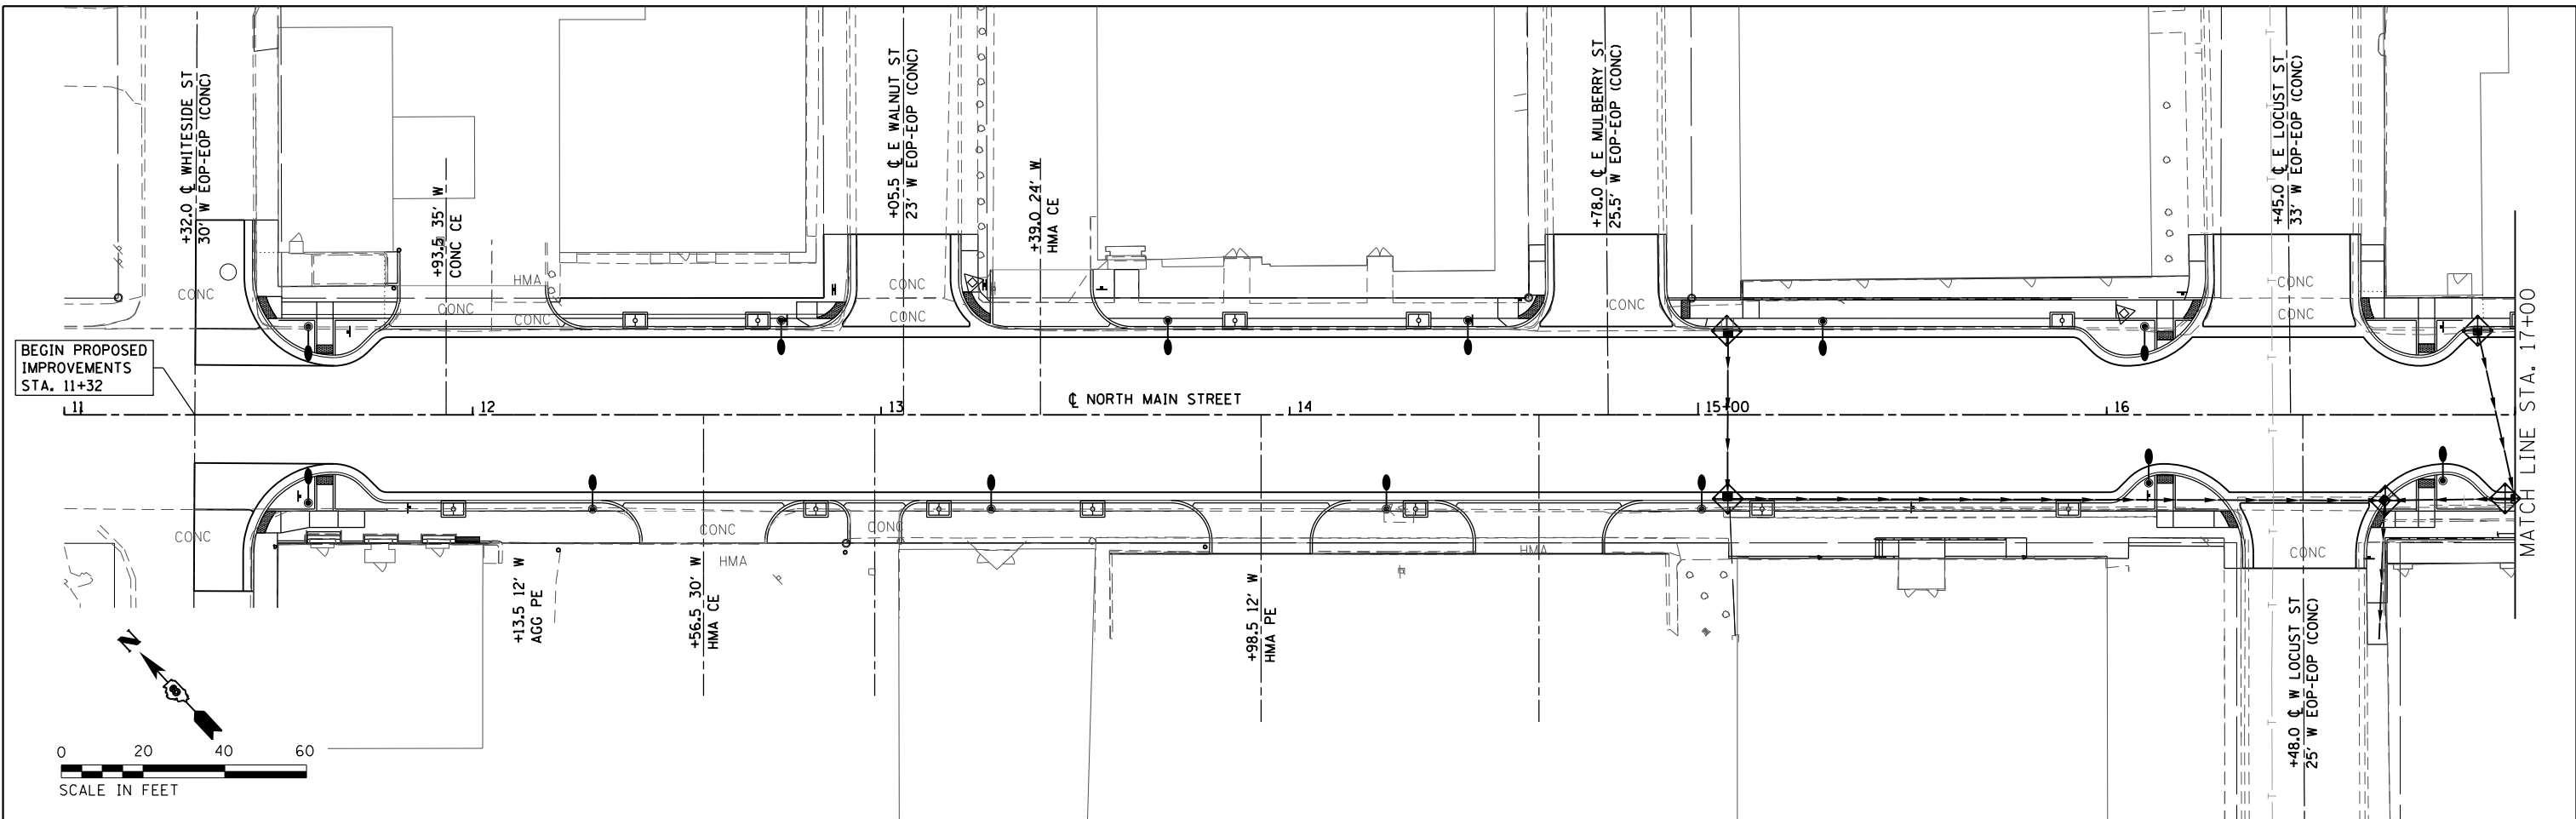 +32.0 ℄ WHITESIDE ST
30' W EOP-EOP (CONC)
+93.5 35' W
CONC CE
+05.5 ℄ E WALNUT ST
23' W EOP-EOP (CONC)
+39.0 24' W
HMA CE
+78.0 ℄ E MULBERRY ST
25.5' W EOP-EOP (CONC)
+45.0 ℄ E LOCUST ST
33' W EOP-EOP (CONC)
CONC
HMA
CONC
CONC
CONC
CONC
CONC
CONC
CONC
BEGIN PROPOSED
IMPROVEMENTS
STA. 11+32
11
12
13
14
15+00
16
℄ NORTH MAIN STREET
MATCH LINE STA. 17+00
CONC
CONC
HMA
CONC
HMA
CONC
+13.5 12' W
AGG PE
+56.5 30' W
HMA CE
+98.5 12' W
HMA PE
+48.0 ℄ W LOCUST ST
25' W EOP-EOP (CONC)
N
0 20 40 60
SCALE IN FEET